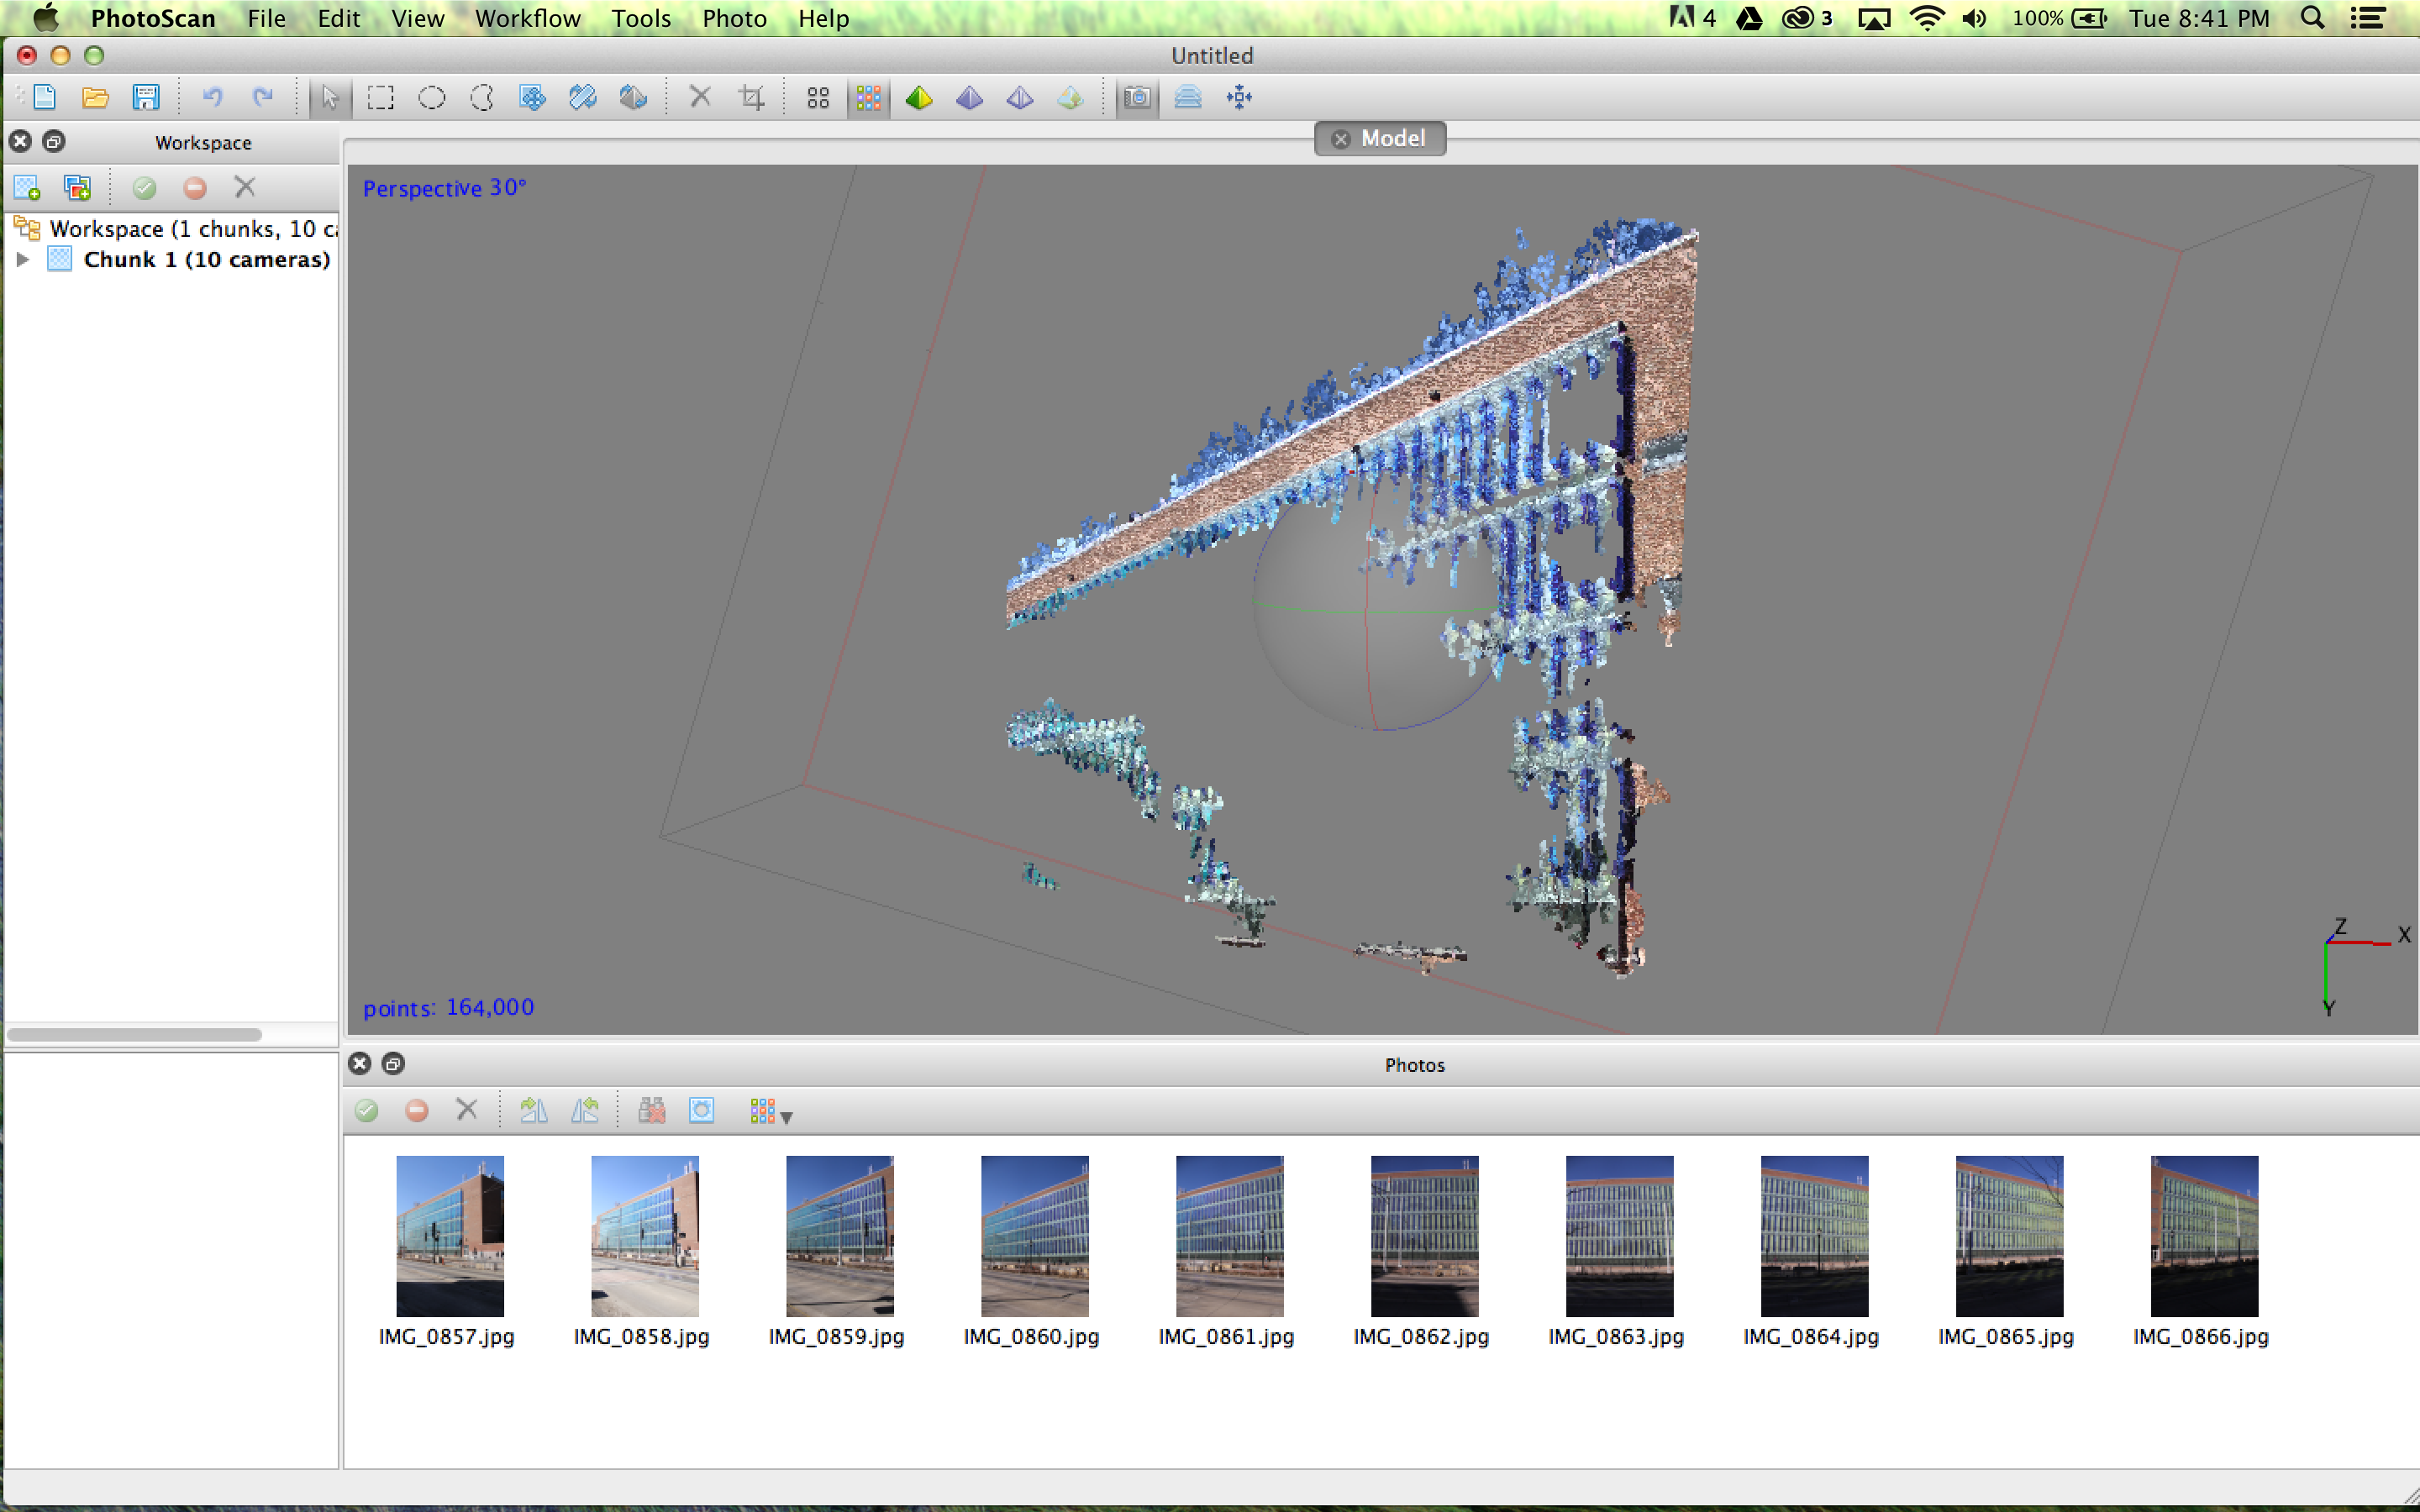 PhotoScan File Edit View Workflow Tools Photo Help 4 3 100% Tue 8:41 PM
Untitled
Workspace
Model
Perspective 30°
Workspace (1 chunks, 10 ca
Chunk 1 (10 cameras)
Z
X
Y
points: 164,000
Photos
IMG_0857.jpg IMG_0858.jpg IMG_0859.jpg IMG_0860.jpg IMG_0861.jpg IMG_0862.jpg IMG_0863.jpg IMG_0864.jpg IMG_0865.jpg IMG_0866.jpg